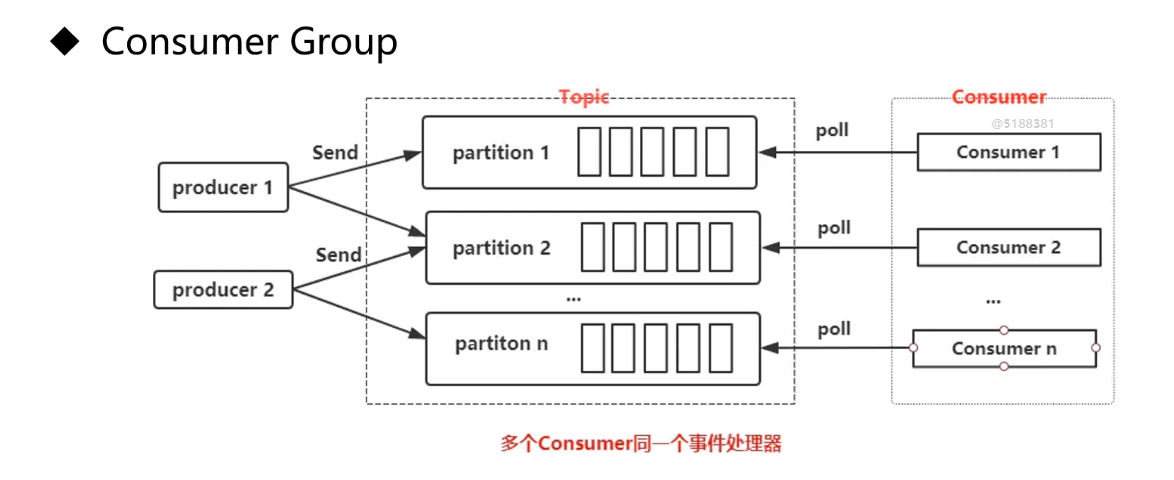 ◆ Consumer Group
Topic
Consumer
@5188381
producer 1
producer 2
Send
Send
partition 1
partition 2
...
partiton n
poll
poll
poll
Consumer 1
Consumer 2
...
Consumer n
多个Consumer同一个事件处理器